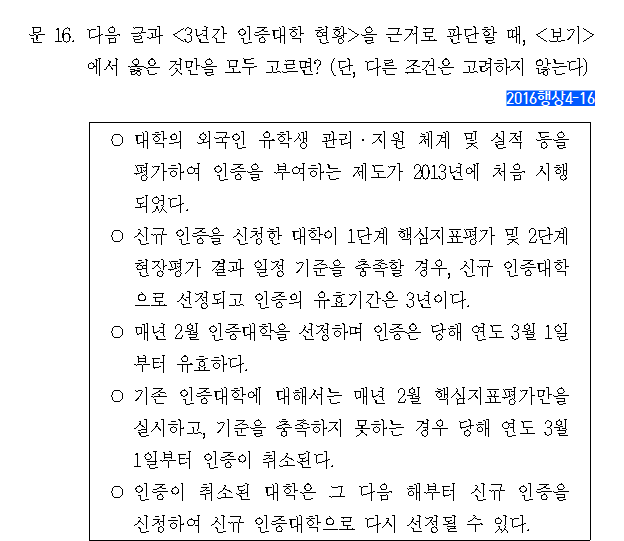 문 16. 다음 글과 <3년간 인증대학 현황>을 근거로 판단할 때, <보기>
에서 옳은 것만을 모두 고르면? (단, 다른 조건은 고려하지 않는다)
2016행상4-16
○ 대학의 외국인 유학생 관리·지원 체계 및 실적 등을
평가하여 인증을 부여하는 제도가 2013년에 처음 시행
되었다.
○ 신규 인증을 신청한 대학이 1단계 핵심지표평가 및 2단계
현장평가 결과 일정 기준을 충족할 경우, 신규 인증대학
으로 선정되고 인증의 유효기간은 3년이다.
○ 매년 2월 인증대학을 선정하며 인증은 당해 연도 3월 1일
부터 유효하다.
○ 기존 인증대학에 대해서는 매년 2월 핵심지표평가만을
실시하고, 기준을 충족하지 못하는 경우 당해 연도 3월
1일부터 인증이 취소된다.
○ 인증이 취소된 대학은 그 다음 해부터 신규 인증을
신청하여 신규 인증대학으로 다시 선정될 수 있다.